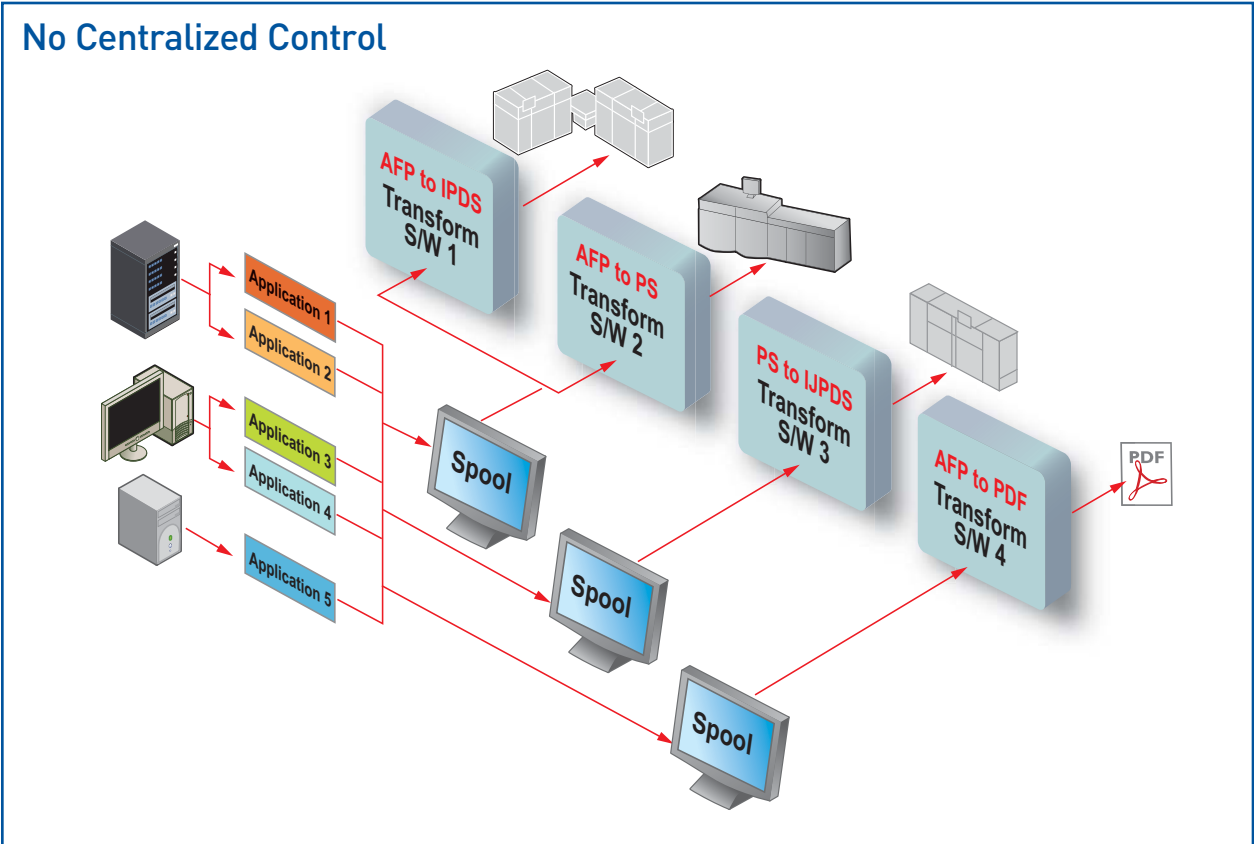 No Centralized Control
AFP to IPDS
Transform
S/W 1
AFP to PS
Transform
S/W 2
PS to IJPDS
Transform
S/W 3
AFP to PDF
Transform
S/W 4
PDF
Application 1
Application 2
Application 3
Application 4
Application 5
Spool
Spool
Spool